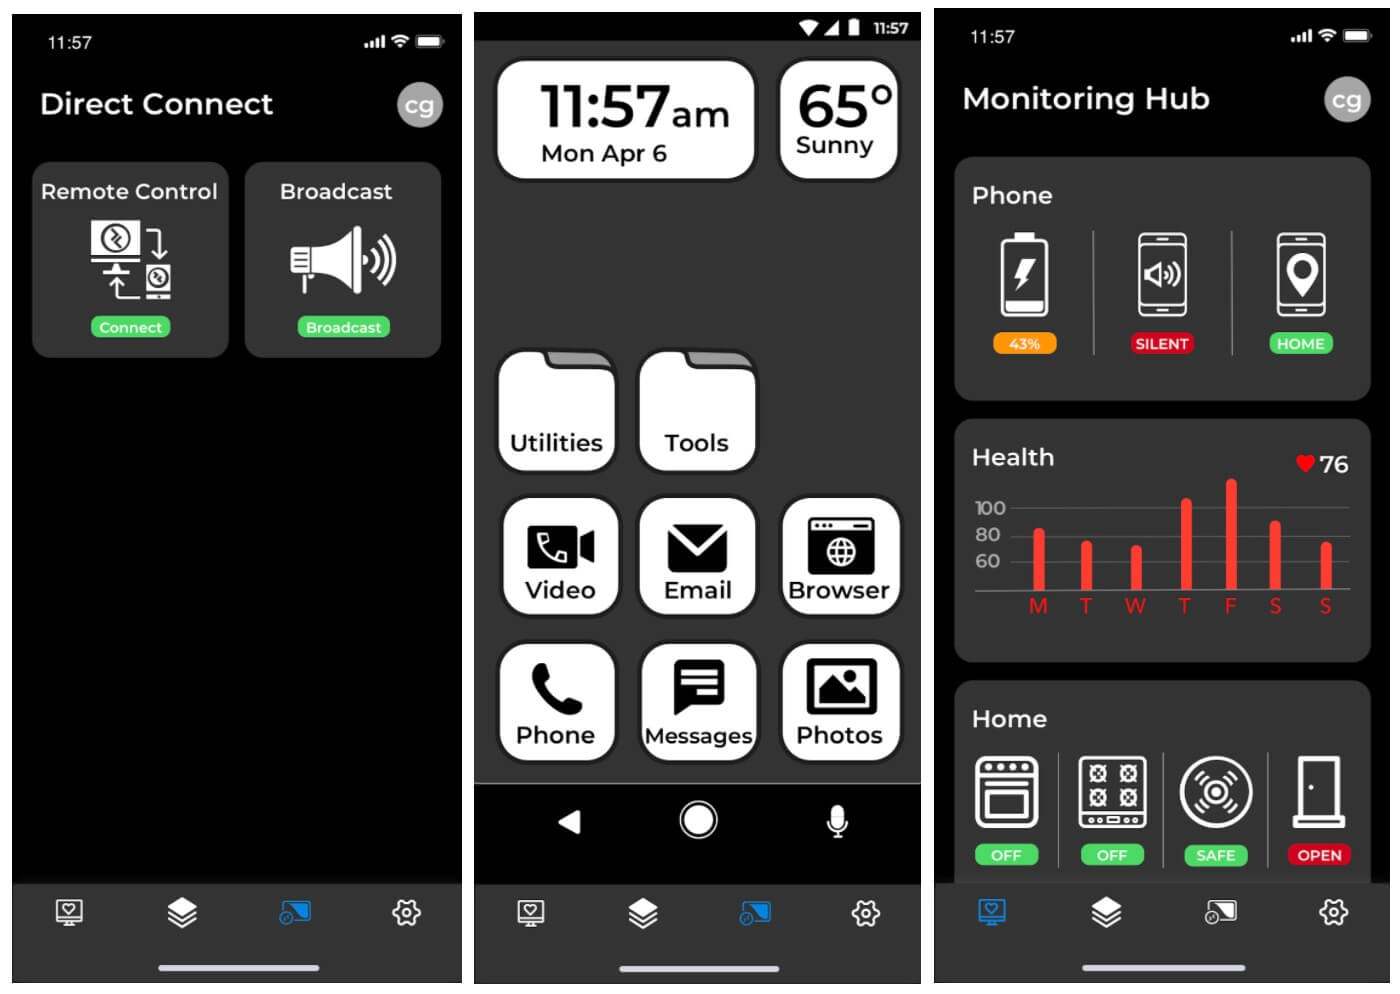 11:57
Direct Connect
cg
Remote Control
Broadcast
Connect
Broadcast
11:57
11:57am
Mon Apr 6
65°
Sunny
Utilities
Tools
Video
Email
Browser
Phone
Messages
Photos
11:57
Monitoring Hub
cg
Phone
43%
SILENT
HOME
Health
76
100
80
60
M T W T F S S
Home
OFF
OFF
SAFE
OPEN